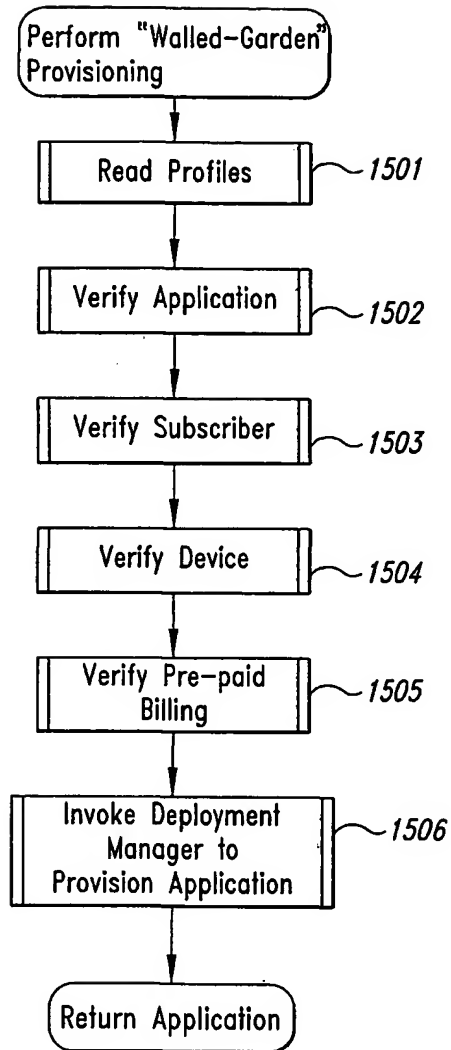 Perform "Walled-Garden"
Provisioning
Read Profiles
1501
Verify Application
1502
Verify Subscriber
1503
Verify Device
1504
Verify Pre-paid
Billing
1505
Invoke Deployment
Manager to
Provision Application
1506
Return Application